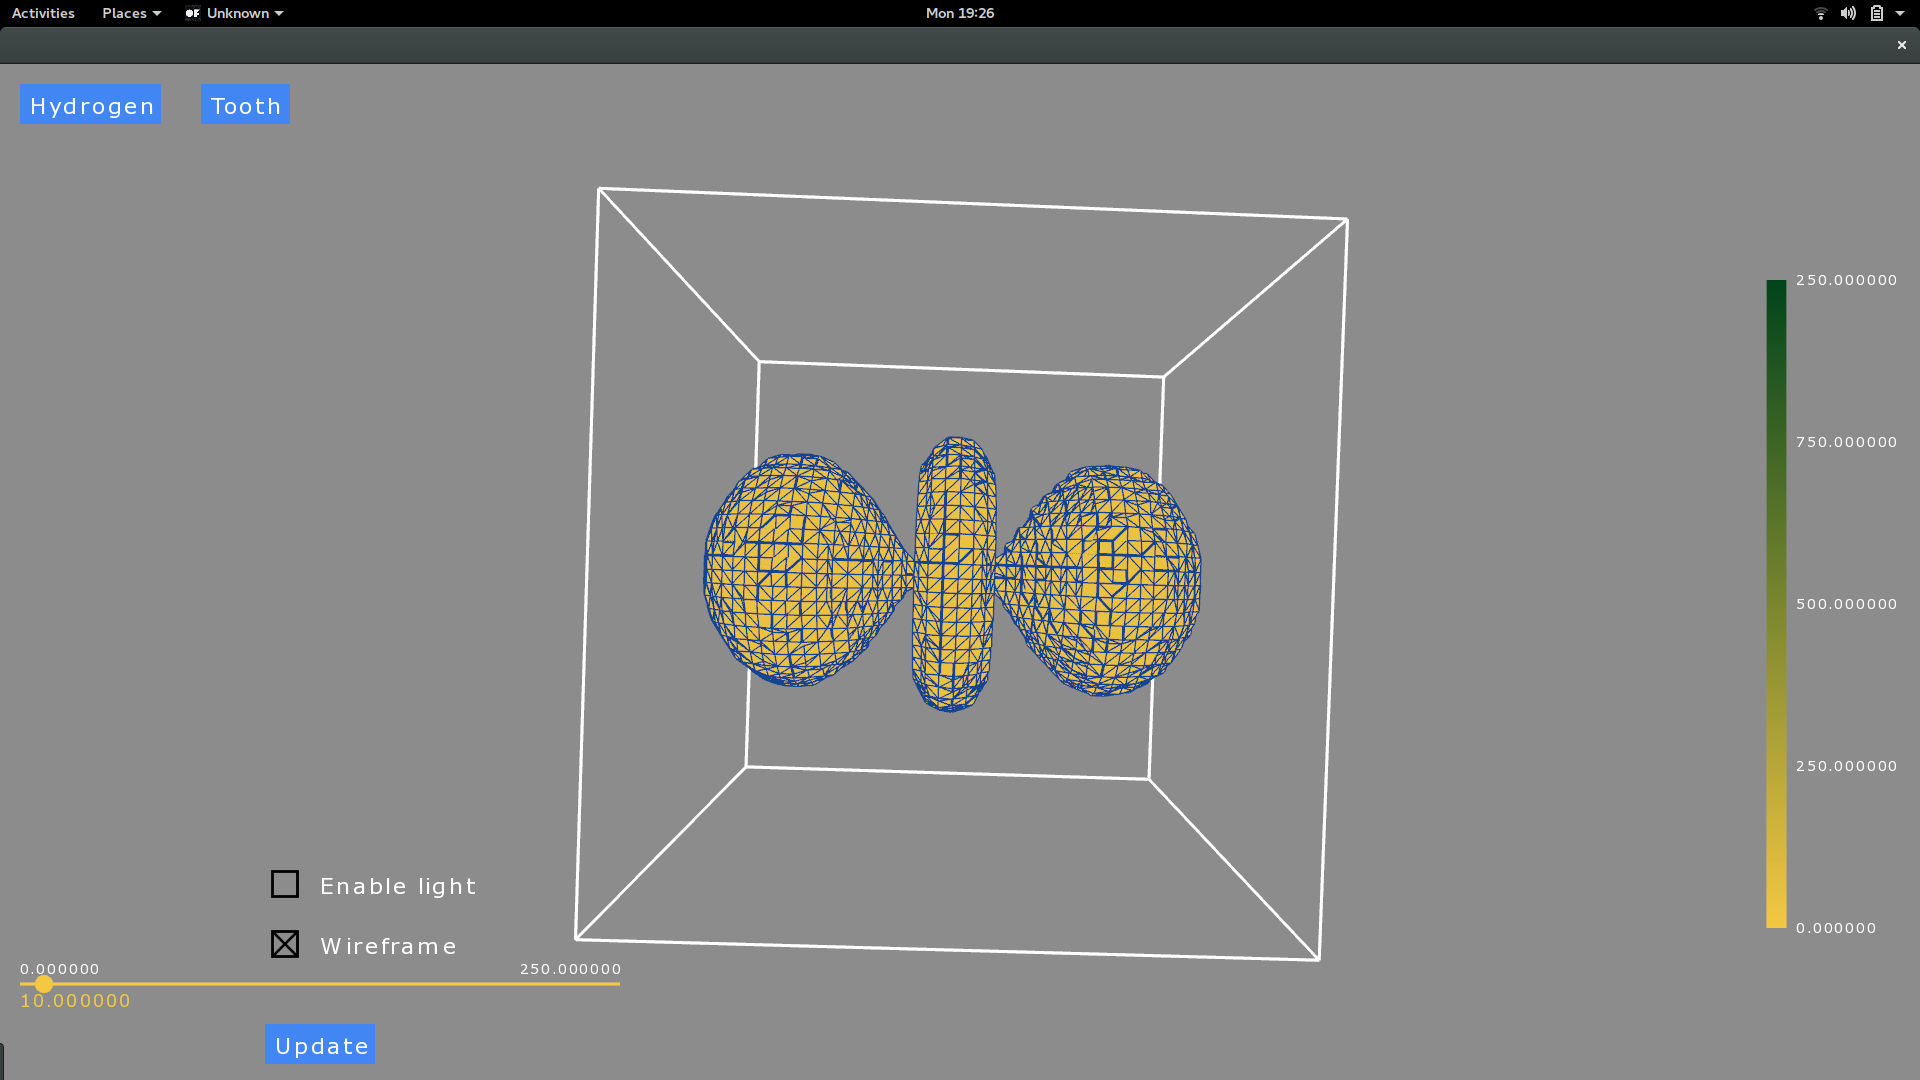 Activities Places Unknown Mon 19:26
Hydrogen Tooth
250.000000
750.000000
500.000000
250.000000
0.000000
Enable light
Wireframe
0.000000 250.000000
10.000000
Update